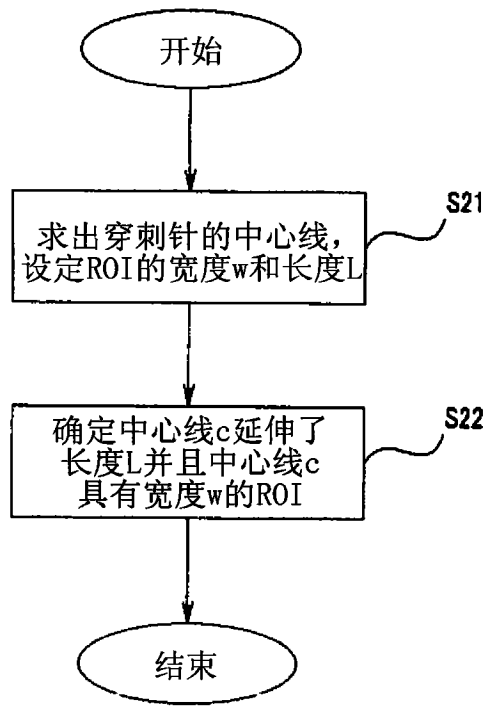 开始
S21
求出穿刺针的中心线，
设定ROI的宽度w和长度L
S22
确定中心线c延伸了
长度L并且中心线c
具有宽度w的ROI
结束